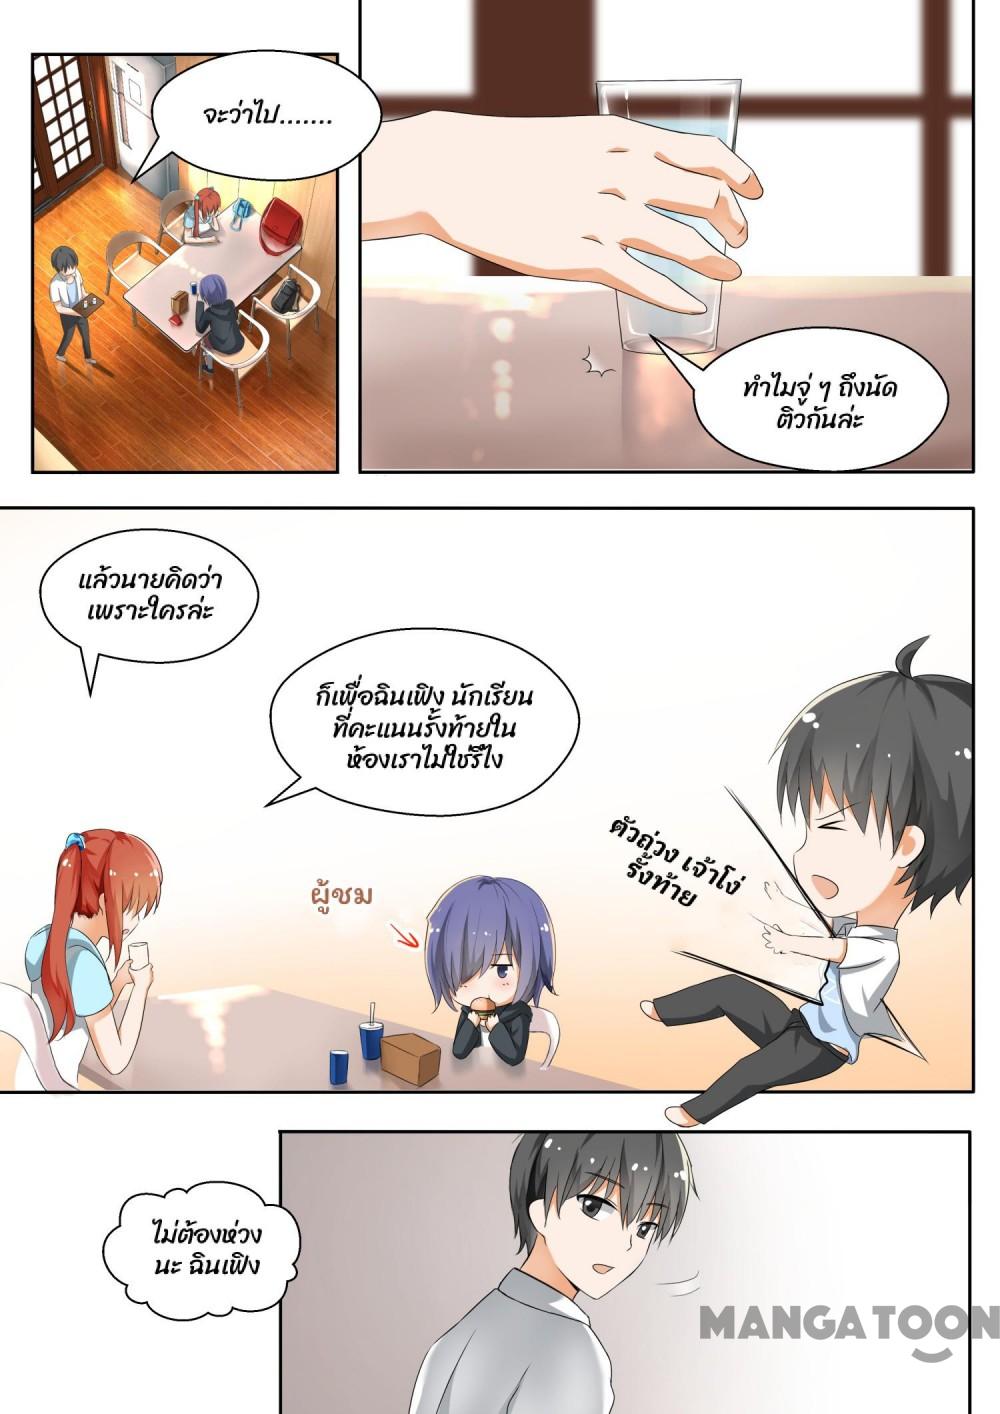 จะว่าไป.......
ทำไมจู่ ๆ ถึงนัด
ติวกันล่ะ
แล้วนายคิดว่า
เพราะใครล่ะ
ก็เพื่อฉินเฟิง นักเรียน
ที่คะแนนรั้งท้ายใน
ห้องเราไม่ใช่รึไง
ตัวถ่วง เจ้าโง่
รั้งท้าย
ผู้ชม
ไม่ต้องห่วง
นะ ฉินเฟิง
MANGATOON